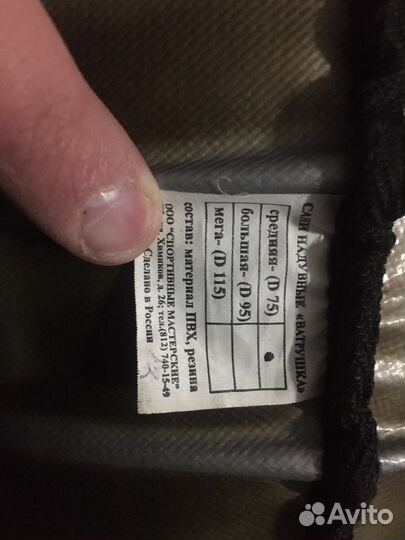 САНИ НАДУВНЫЕ «ВАТРУШКА»
средняя- (D 75)
большая- (D 95)
мега- (D 115)
состав: материал ПВХ, резина
ООО "СПОРТИВНЫЕ МАСТЕРСКИЕ"
Химиков, д. 26; тел.(812) 740-15-49
Сделано в России
Avito